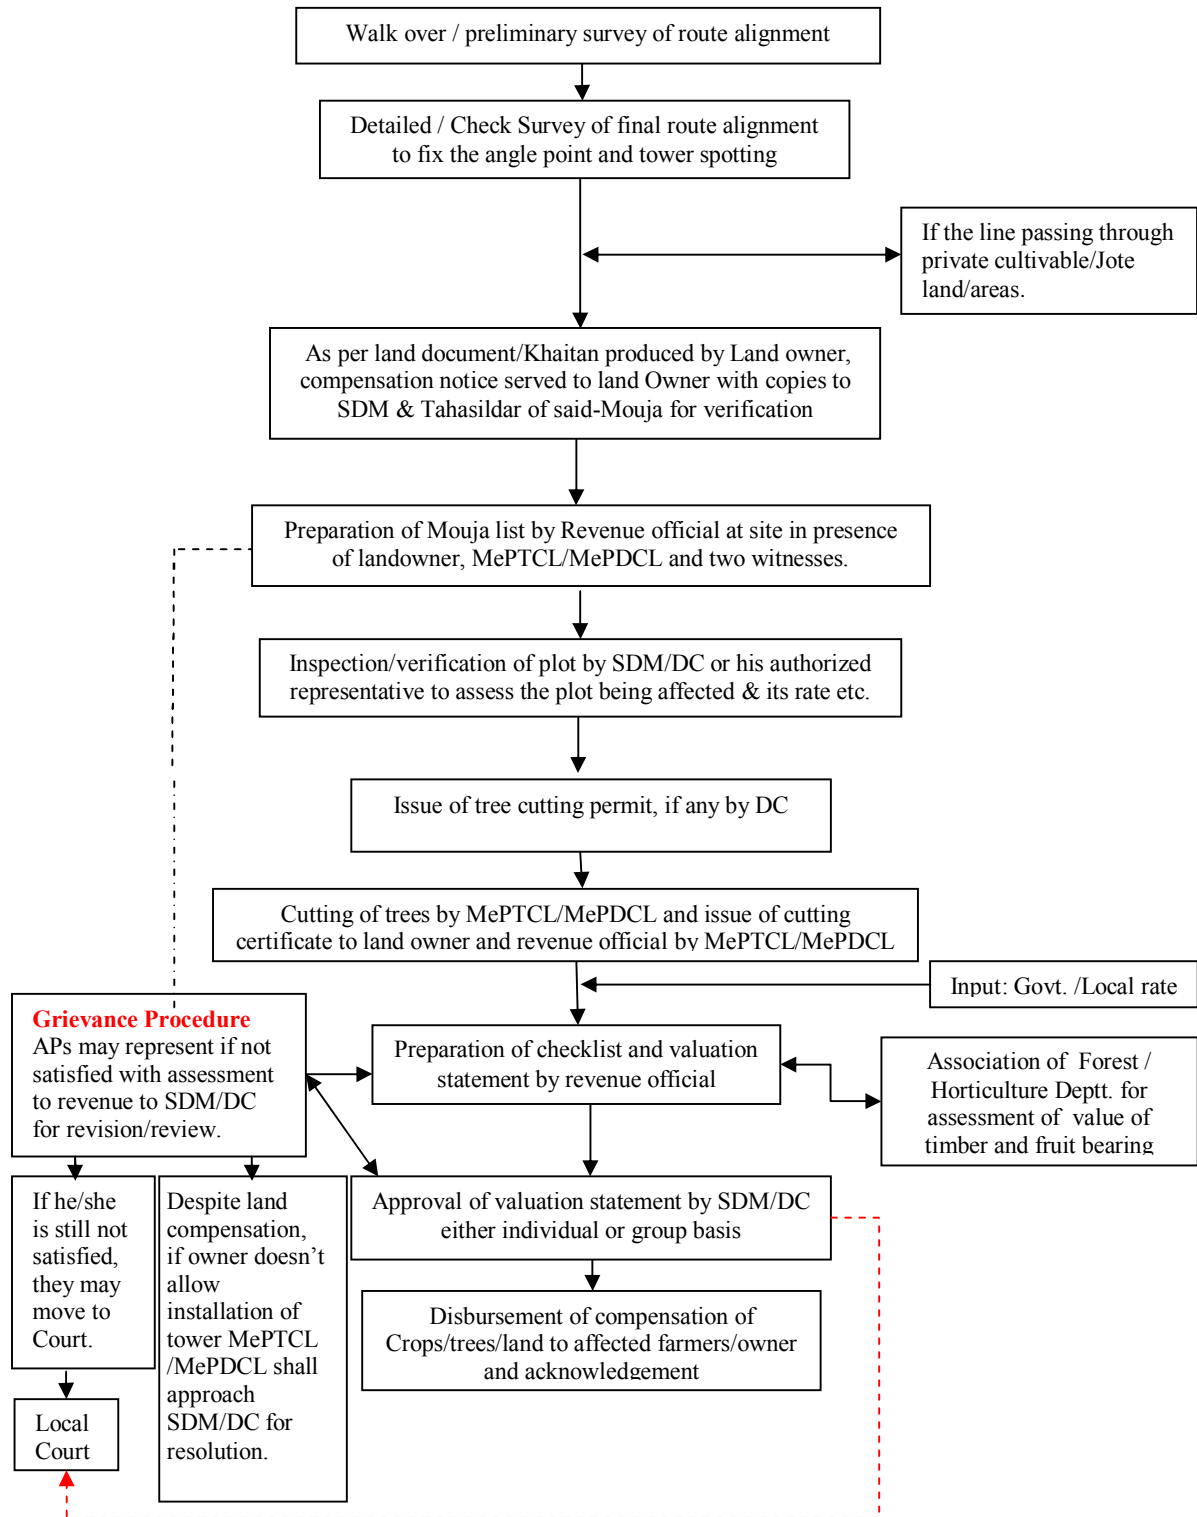 Walk over / preliminary survey of route alignment
Detailed / Check Survey of final route alignment
to fix the angle point and tower spotting
If the line passing through
private cultivable/Jote
land/areas.
As per land document/Khaitan produced by Land owner,
compensation notice served to land Owner with copies to
SDM & Tahasildar of said-Mouja for verification
Preparation of Mouja list by Revenue official at site in presence
of landowner, MePTCL/MePDCL and two witnesses.
Inspection/verification of plot by SDM/DC or his authorized
representative to assess the plot being affected & its rate etc.
Issue of tree cutting permit, if any by DC
Cutting of trees by MePTCL/MePDCL and issue of cutting
certificate to land owner and revenue official by MePTCL/MePDCL
Input: Govt. /Local rate
Grievance Procedure
APs may represent if not
satisfied with assessment
to revenue to SDM/DC
for revision/review.
Preparation of checklist and valuation
statement by revenue official
Association of Forest /
Horticulture Deptt. for
assessment of value of
timber and fruit bearing
If he/she
is still not
satisfied,
they may
move to
Court.
Despite land
compensation,
if owner doesn't
allow
installation of
tower MePTCL
/MePDCL shall
approach
SDM/DC for
resolution.
Approval of valuation statement by SDM/DC
either individual or group basis
Disbursement of compensation of
Crops/trees/land to affected farmers/owner
and acknowledgement
Local
Court